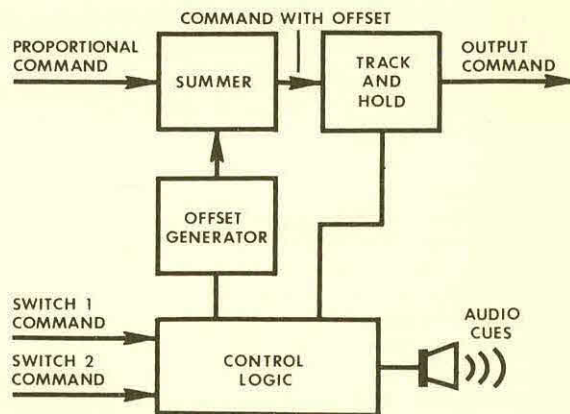 COMMAND WITH OFFSET
PROPORTIONAL
COMMAND
SUMMER
TRACK
AND
HOLD
OUTPUT
COMMAND
OFFSET
GENERATOR
SWITCH 1
COMMAND
SWITCH 2
COMMAND
CONTROL
LOGIC
AUDIO
CUES